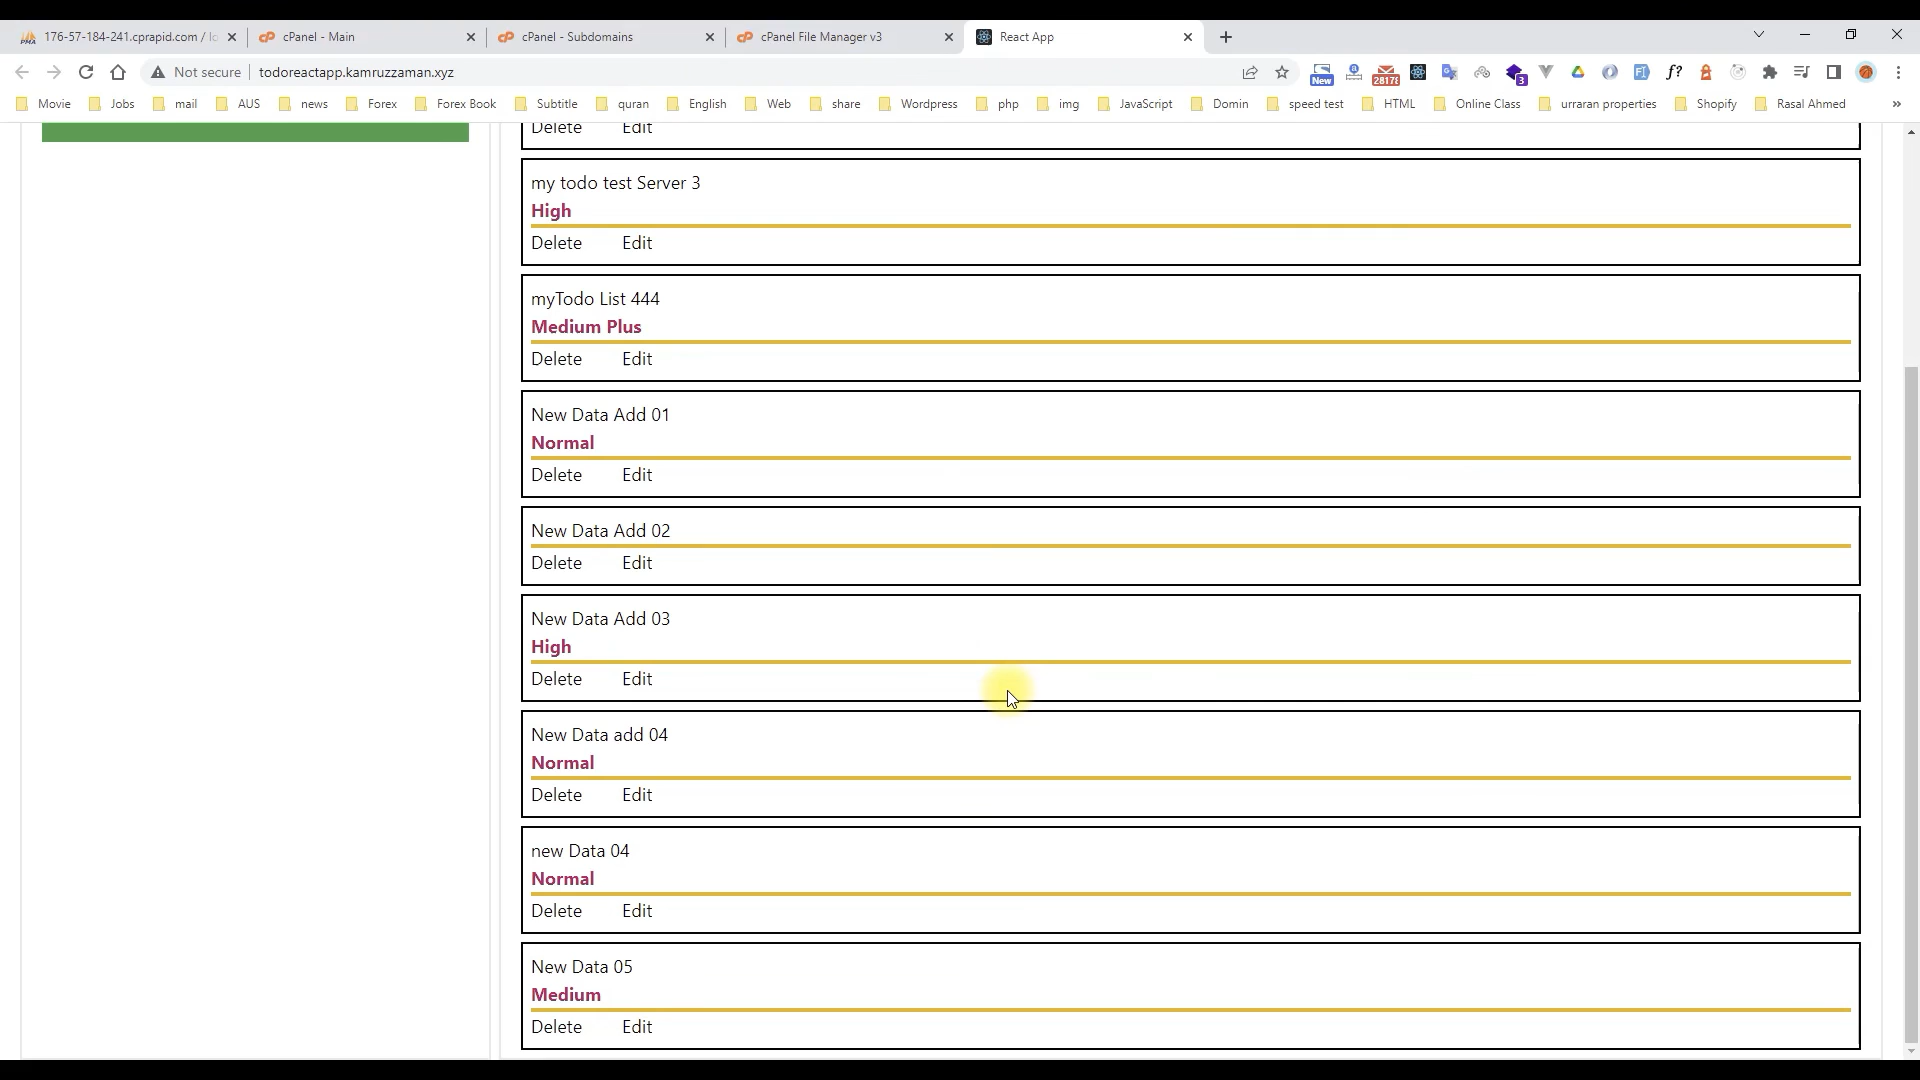 176-57-184-241.cprapid.com / lo
cPanel - Main
cPanel - Subdomains
cPanel File Manager v3
React App
Not secure
todoreactapp.kamruzzaman.xyz
New
28178
3
f?
Movie
Jobs
mail
AUS
news
Forex
Forex Book
Subtitle
quran
English
Web
share
Wordpress
php
img
JavaScript
Domin
speed test
HTML
Online Class
urraran properties
Shopify
Rasal Ahmed
»
Delete Edit
my todo test Server 3
High
Delete Edit
myTodo List 444
Medium Plus
Delete Edit
New Data Add 01
Normal
Delete Edit
New Data Add 02
Delete Edit
New Data Add 03
High
Delete Edit
New Data add 04
Normal
Delete Edit
new Data 04
Normal
Delete Edit
New Data 05
Medium
Delete Edit